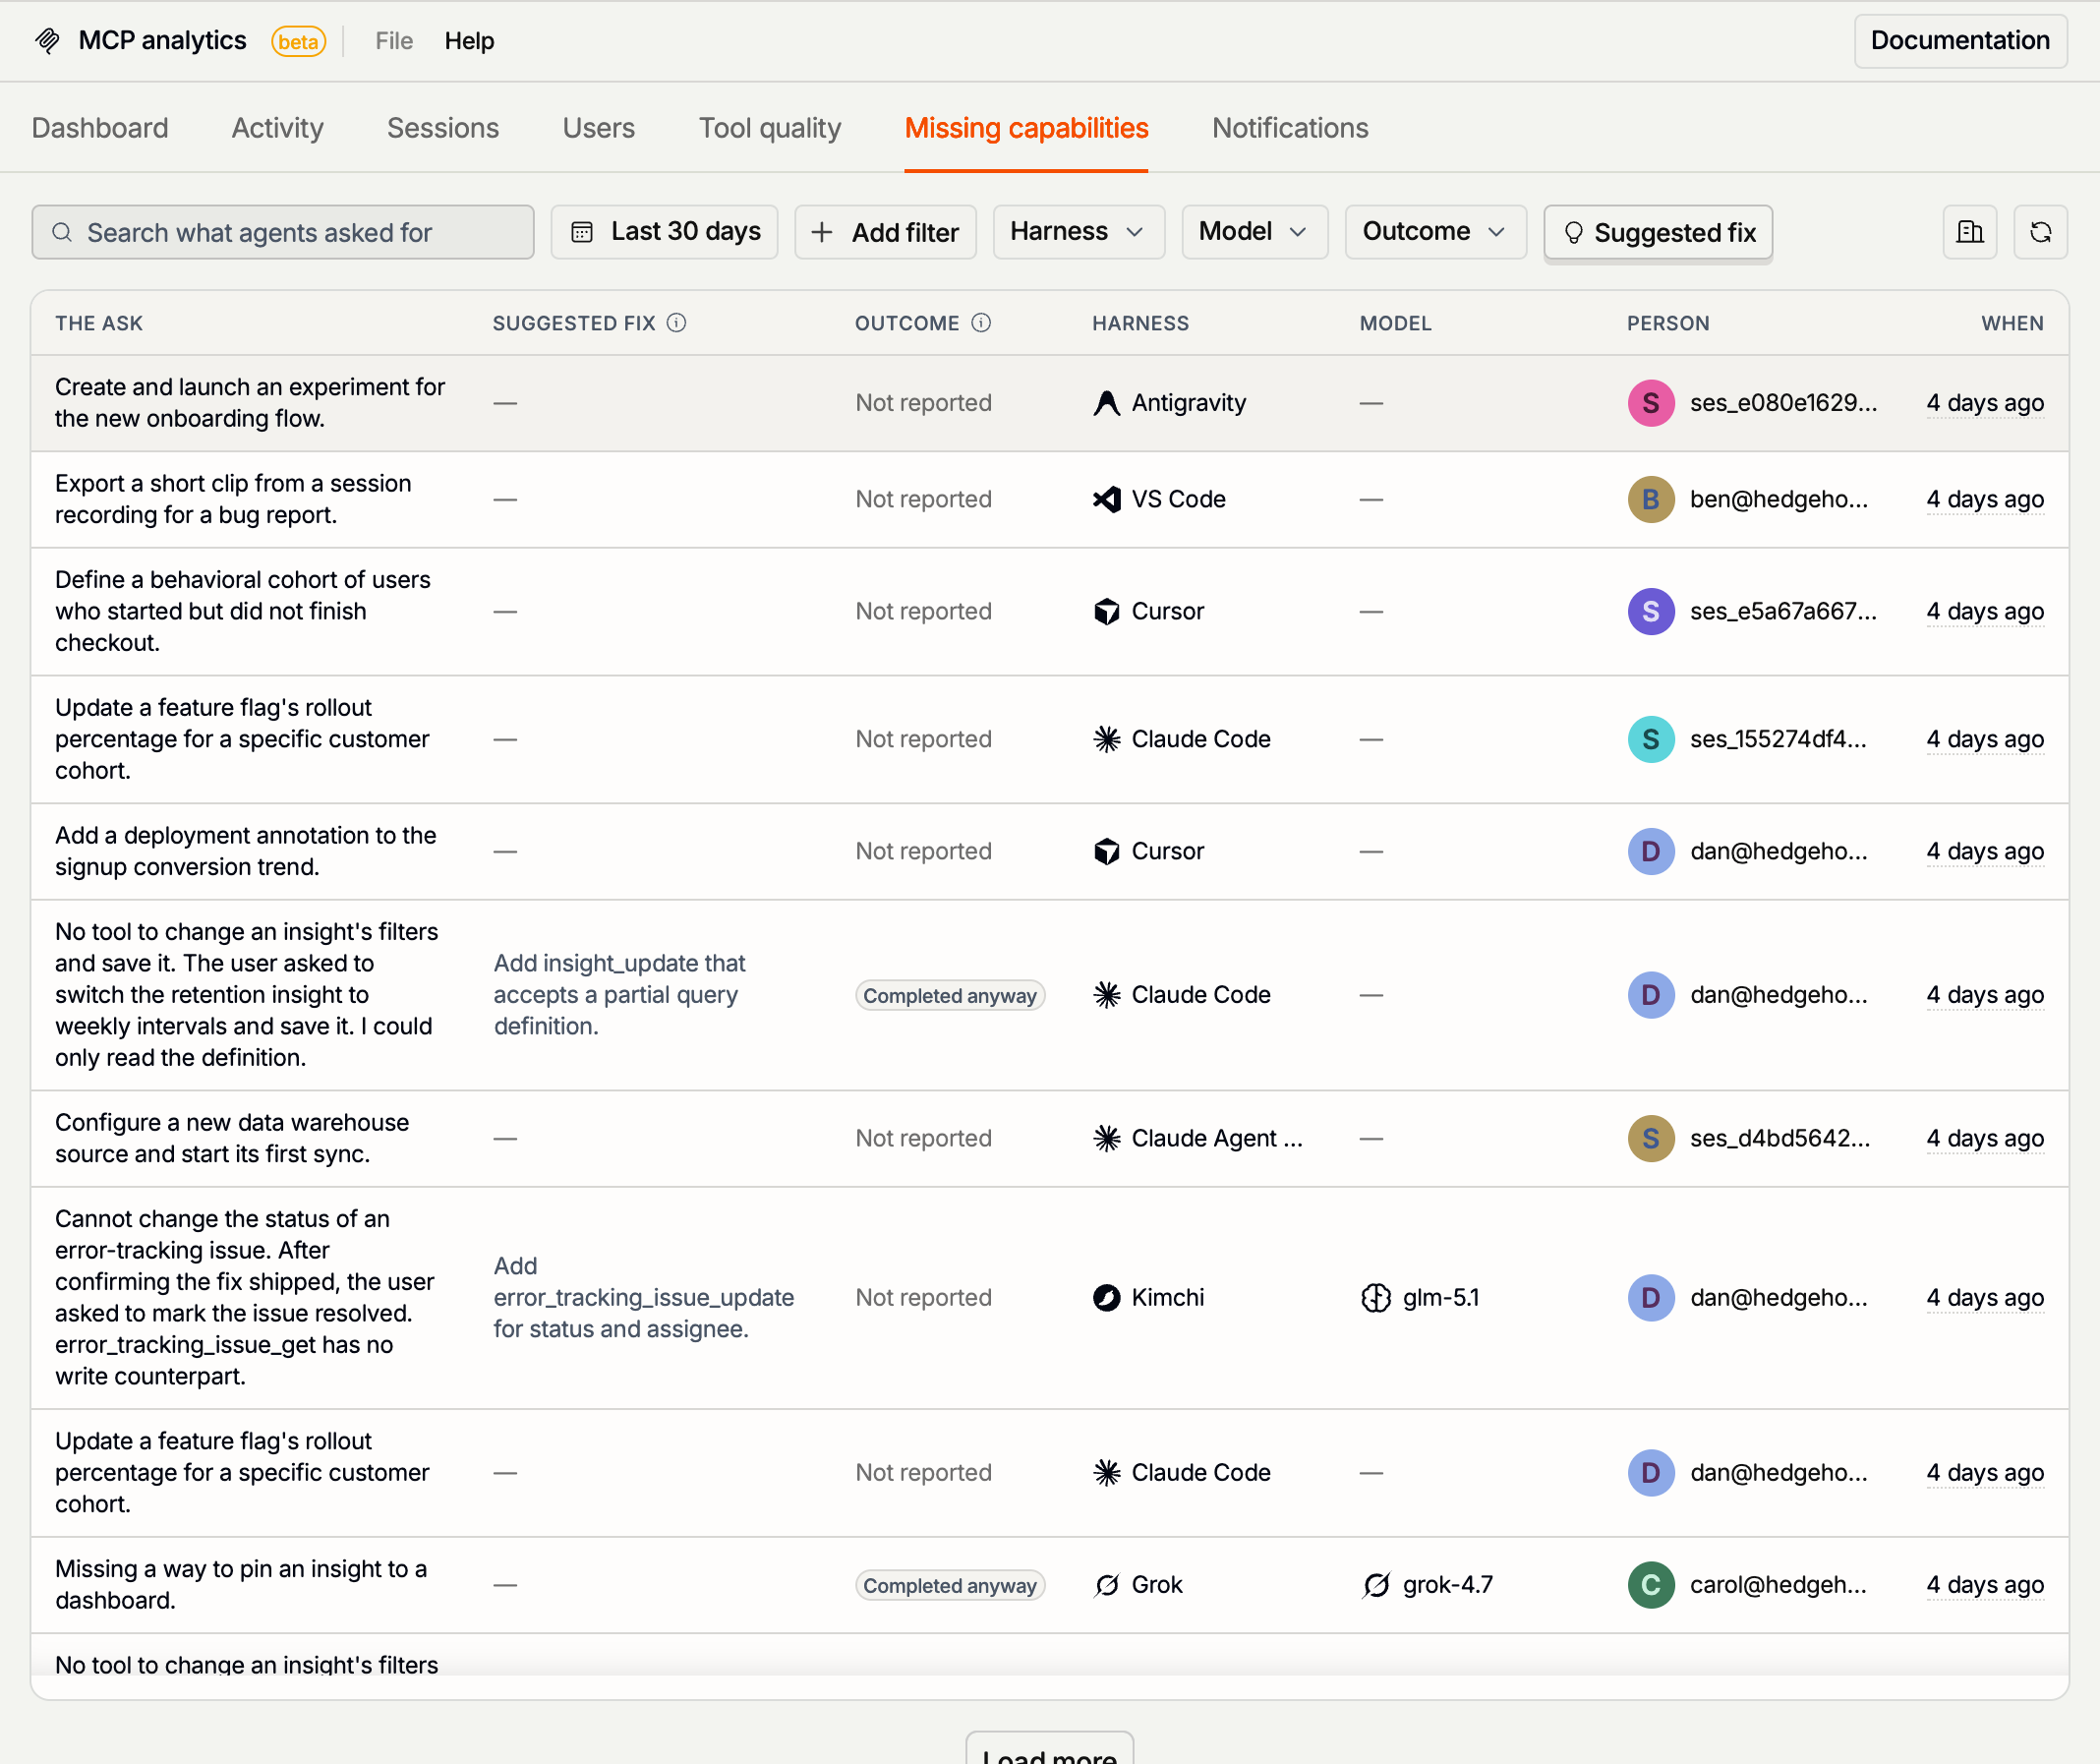 MCP analytics beta File Help Documentation
Dashboard Activity Sessions Users Tool quality Missing capabilities Notifications
Search what agents asked for Last 30 days Add filter Harness Model Outcome Suggested fix
THE ASK SUGGESTED FIX OUTCOME HARNESS MODEL PERSON WHEN
Create and launch an experiment for
the new onboarding flow.
— Not reported Antigravity — S ses_e080e1629... 4 days ago
Export a short clip from a session
recording for a bug report.
— Not reported VS Code — B ben@hedgeho... 4 days ago
Define a behavioral cohort of users
who started but did not finish
checkout.
— Not reported Cursor — S ses_e5a67a667... 4 days ago
Update a feature flag's rollout
percentage for a specific customer
cohort.
— Not reported Claude Code — S ses_155274df4... 4 days ago
Add a deployment annotation to the
signup conversion trend.
— Not reported Cursor — D dan@hedgeho... 4 days ago
No tool to change an insight's filters
and save it. The user asked to
switch the retention insight to
weekly intervals and save it. I could
only read the definition.
Add insight_update that
accepts a partial query
definition.
Completed anyway Claude Code — D dan@hedgeho... 4 days ago
Configure a new data warehouse
source and start its first sync.
— Not reported Claude Agent ... — S ses_d4bd5642... 4 days ago
Cannot change the status of an
error-tracking issue. After
confirming the fix shipped, the user
asked to mark the issue resolved.
error_tracking_issue_get has no
write counterpart.
Add
error_tracking_issue_update
for status and assignee.
Not reported Kimchi glm-5.1 D dan@hedgeho... 4 days ago
Update a feature flag's rollout
percentage for a specific customer
cohort.
— Not reported Claude Code — D dan@hedgeho... 4 days ago
Missing a way to pin an insight to a
dashboard.
— Completed anyway Grok grok-4.7 C carol@hedgeh... 4 days ago
No tool to change an insight's filters
Load more